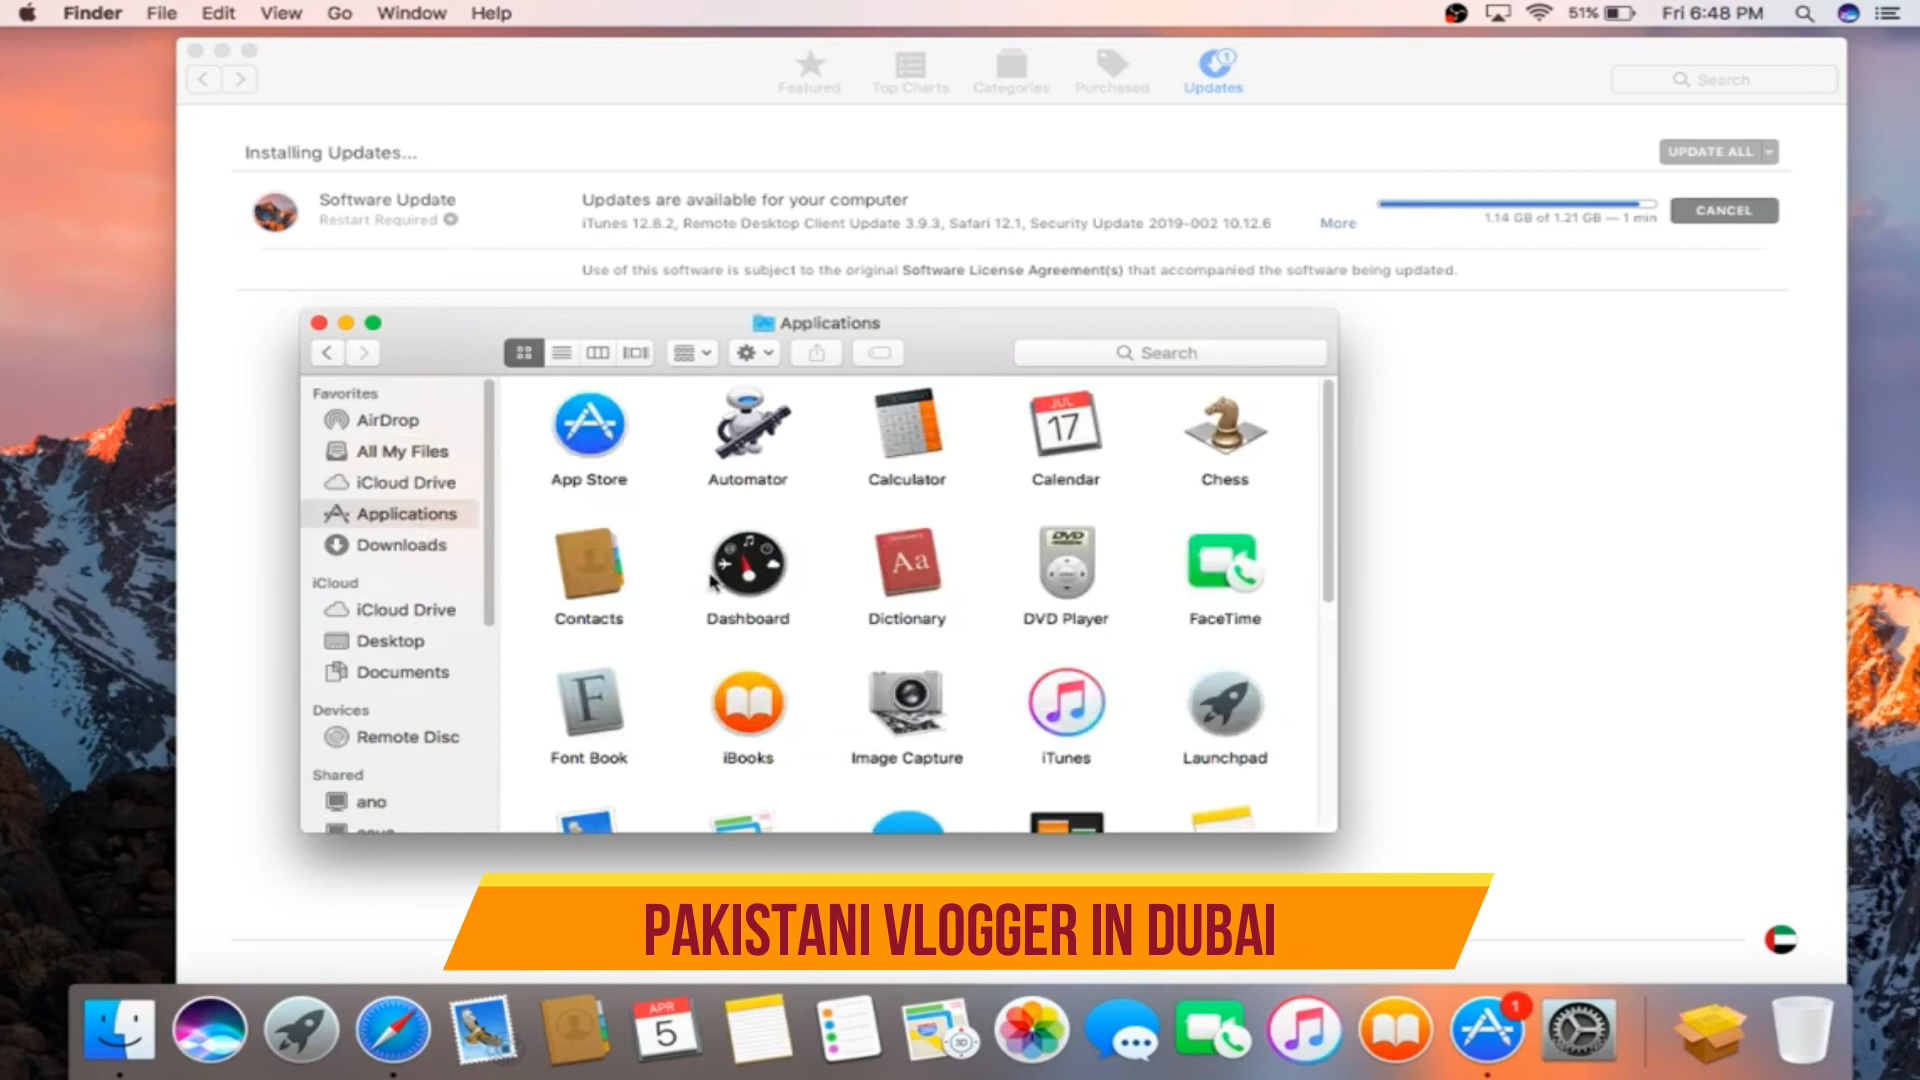 Finder File Edit View Go Window Help
51% Fri 6:48 PM
Featured Top Charts Categories Purchased Updates
1
Search
Installing Updates...
UPDATE ALL
Software Update
Restart Required
Updates are available for your computer
iTunes 12.8.2, Remote Desktop Client Update 3.9.3, Safari 12.1, Security Update 2019-002 10.12.6
More
1.14 GB of 1.21 GB — 1 min
CANCEL
Use of this software is subject to the original Software License Agreement(s) that accompanied the software being updated.
Applications
Search
Favorites
AirDrop
All My Files
iCloud Drive
Applications
Downloads
iCloud
iCloud Drive
Desktop
Documents
Devices
Remote Disc
Shared
ano
JUL
17
App Store Automator Calculator Calendar Chess
Dictionary
Aa
DVD
Contacts Dashboard Dictionary DVD Player FaceTime
F
Font Book iBooks Image Capture iTunes Launchpad
PAKISTANI VLOGGER IN DUBAI
APR
5
3D
1